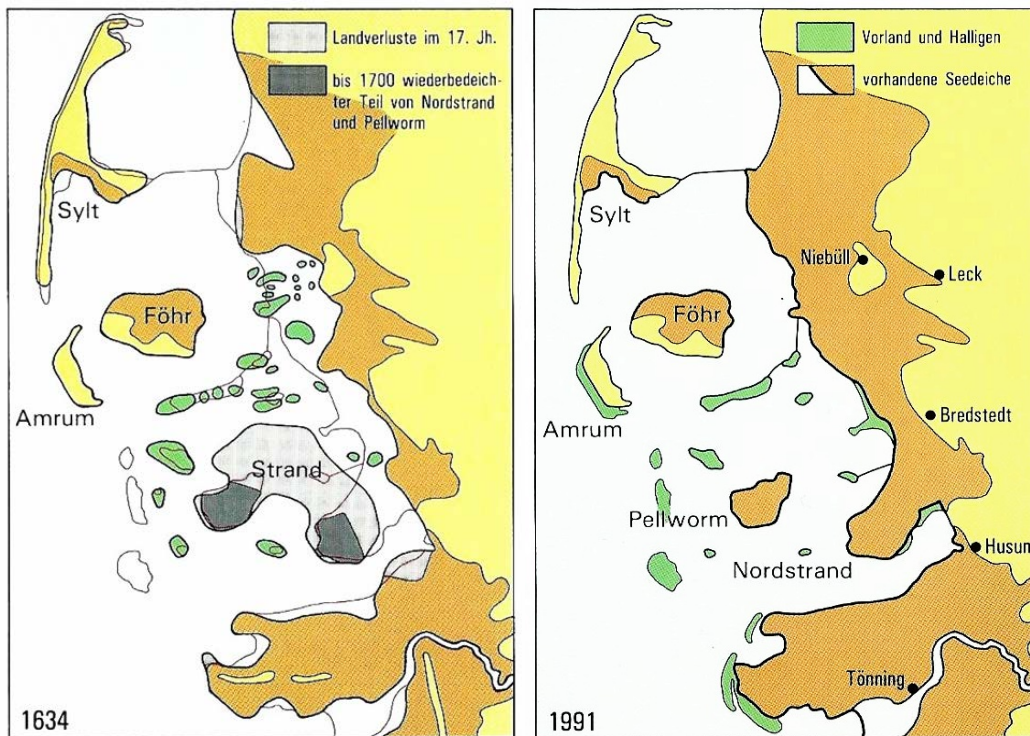 Landverluste im 17. Jh.
bis 1700 wiederbedeich-
ter Teil von Nordstrand
und Pellworm
Sylt
Föhr
Amrum
Strand
1634
Vorland und Halligen
vorhandene Seedeiche
Sylt
Niebüll
Leck
Föhr
Amrum
Bredstedt
Pellworm
Nordstrand
Husum
Tönning
1991